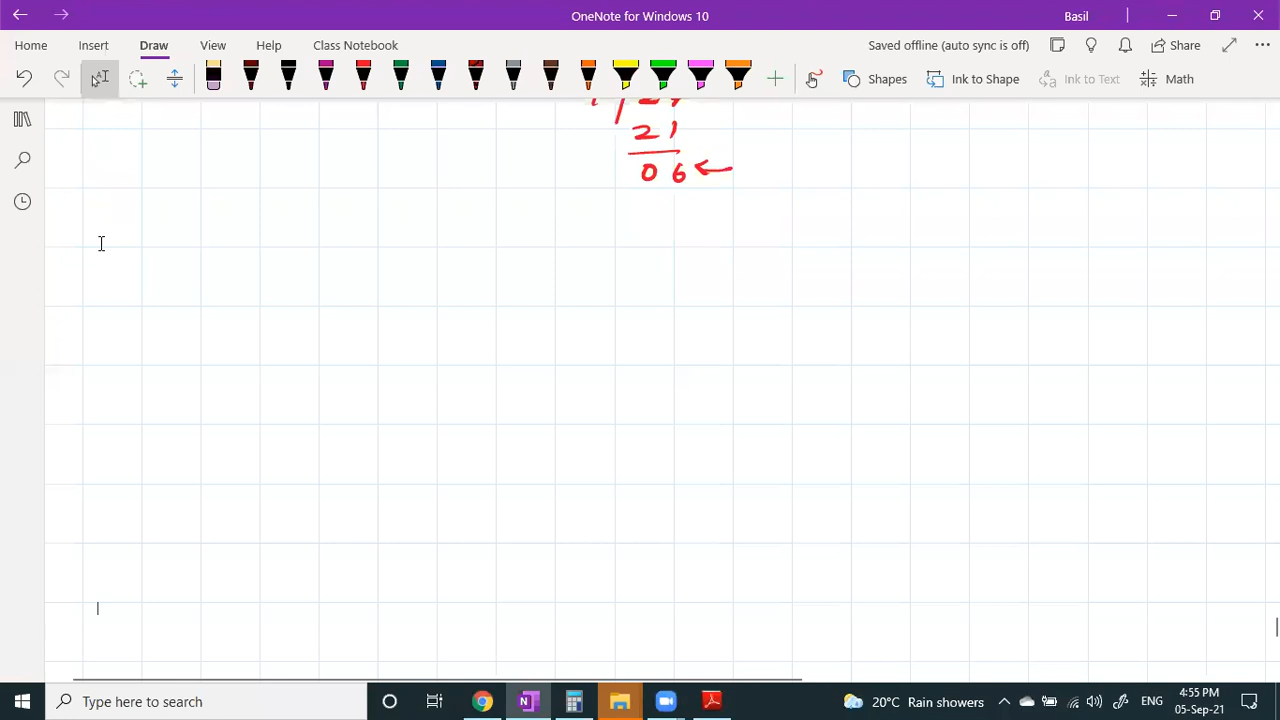 OneNote for Windows 10
Basil
Home Insert Draw View Help Class Notebook
Saved offline (auto sync is off)
Share
Shapes
Ink to Shape
Ink to Text
Math
21
06 ←
Type here to search
20°C Rain showers
ENG
4:55 PM
05-Sep-21